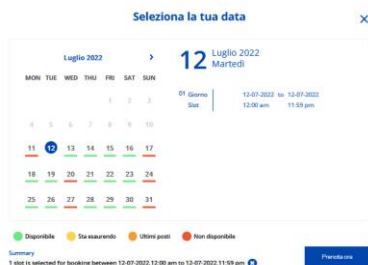 Seleziona la tua data
×
Luglio 2022 >
MON TUE WED THU FRI SAT SUN
1 2 3
4 5 6 7 8 9 10
11 12 13 14 15 16 17
18 19 20 21 22 23 24
25 26 27 28 29 30 31
12 Luglio 2022
Martedì
01 Giorno 12-07-2022 to 12-07-2022
Slot 12:00 am 11:59 pm
Disponibile Sta esaurendo Ultimi posti Non disponibile
Summary
1 slot is selected for booking between 12-07-2022,12:00 am to 12-07-2022,11:59 pm
Prenota ora